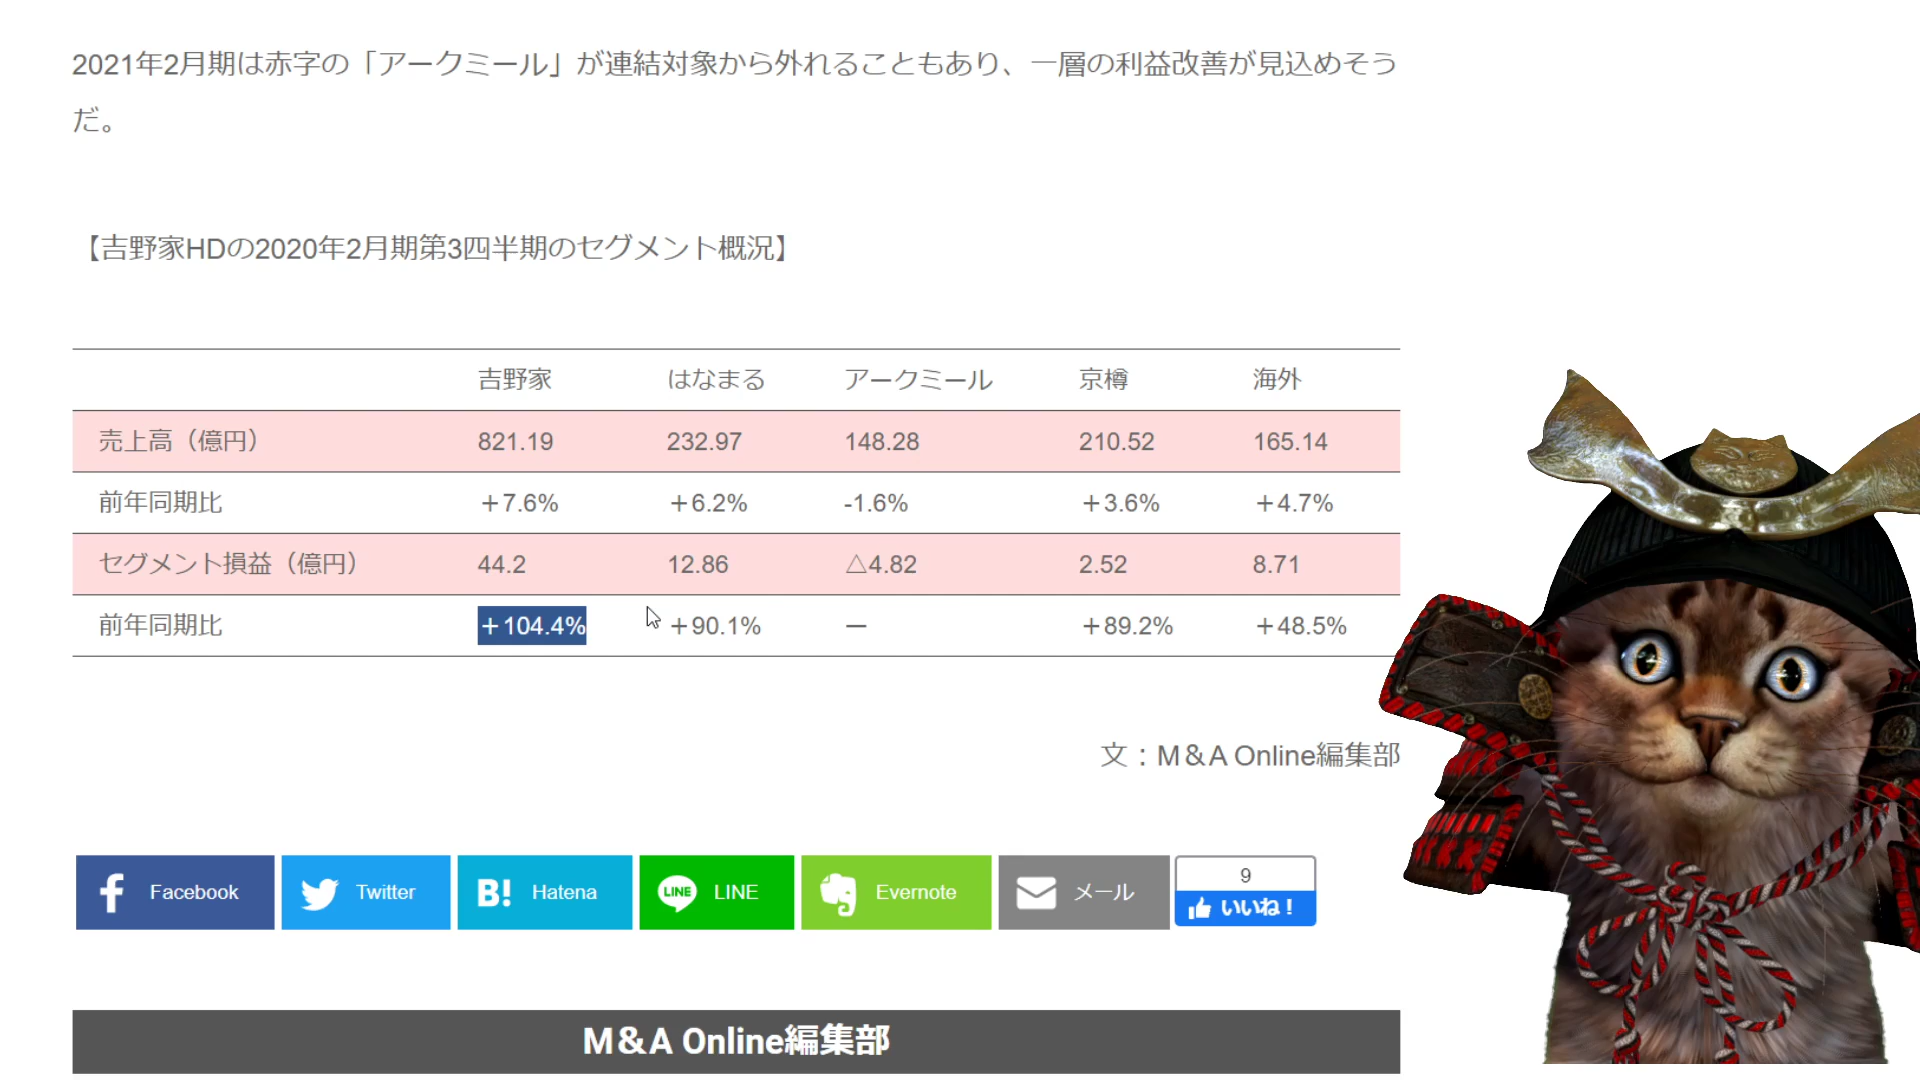 2021年2月期は赤字の「アークミール」が連結対象から外れることもあり、一層の利益改善が見込めそう
だ。
【吉野家HDの2020年2月期第3四半期のセグメント概況】
吉野家 はなまる アークミール 京樽 海外
売上高（億円） 821.19 232.97 148.28 210.52 165.14
前年同期比 ＋7.6% ＋6.2% -1.6% ＋3.6% ＋4.7%
セグメント損益（億円） 44.2 12.86 △4.82 2.52 8.71
前年同期比 ＋104.4% ＋90.1% ー ＋89.2% ＋48.5%
文：M＆A Online編集部
Facebook Twitter B! Hatena LINE LINE Evernote メール 9
いいね！
M＆A Online編集部